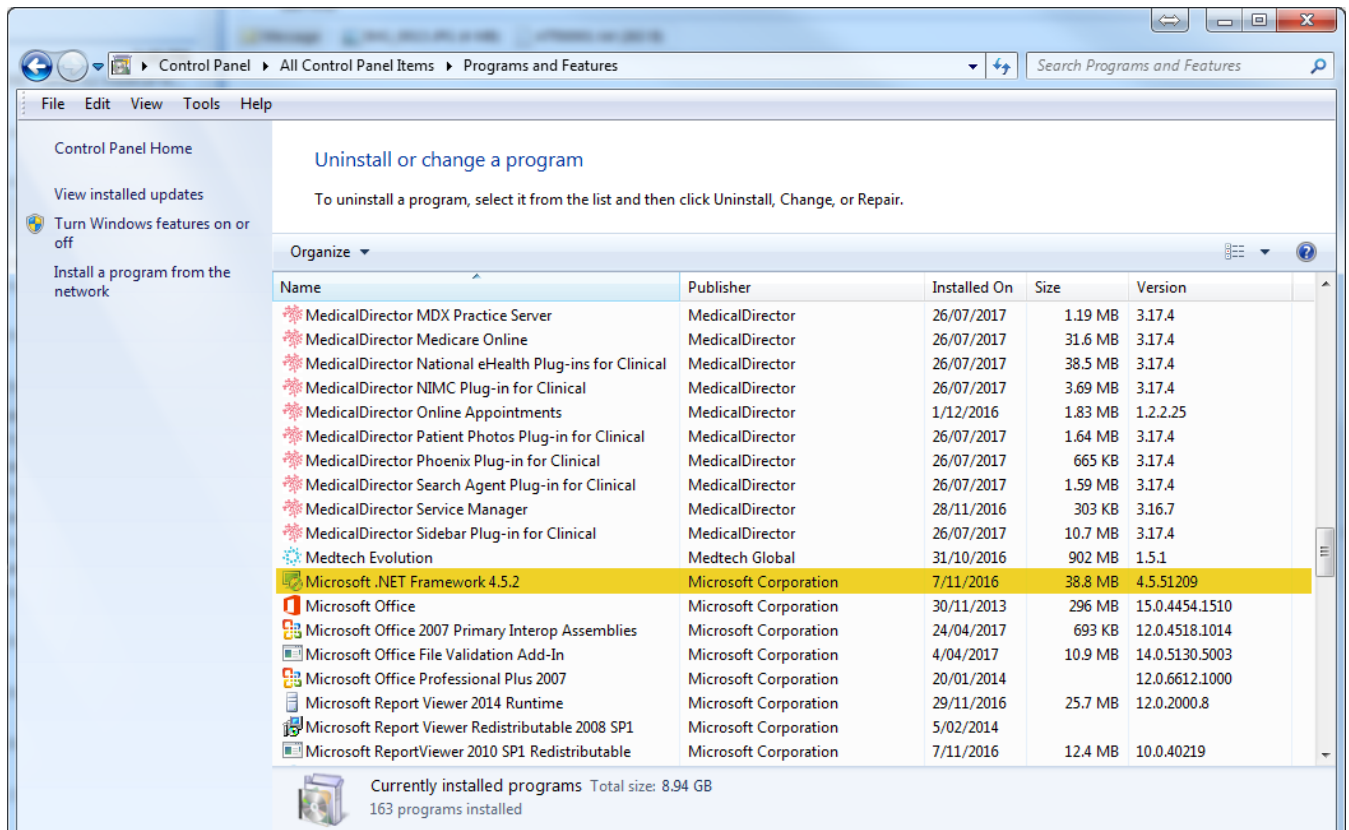 Control Panel All Control Panel Items Programs and Features Search Programs and Features
File Edit View Tools Help
Control Panel Home
View installed updates
Turn Windows features on or
off
Install a program from the
network
Uninstall or change a program
To uninstall a program, select it from the list and then click Uninstall, Change, or Repair.
Organize
Name Publisher Installed On Size Version
MedicalDirector MDX Practice Server MedicalDirector 26/07/2017 1.19 MB 3.17.4
MedicalDirector Medicare Online MedicalDirector 26/07/2017 31.6 MB 3.17.4
MedicalDirector National eHealth Plug-ins for Clinical MedicalDirector 26/07/2017 38.5 MB 3.17.4
MedicalDirector NIMC Plug-in for Clinical MedicalDirector 26/07/2017 3.69 MB 3.17.4
MedicalDirector Online Appointments MedicalDirector 1/12/2016 1.83 MB 1.2.2.25
MedicalDirector Patient Photos Plug-in for Clinical MedicalDirector 26/07/2017 1.64 MB 3.17.4
MedicalDirector Phoenix Plug-in for Clinical MedicalDirector 26/07/2017 665 KB 3.17.4
MedicalDirector Search Agent Plug-in for Clinical MedicalDirector 26/07/2017 1.59 MB 3.17.4
MedicalDirector Service Manager MedicalDirector 28/11/2016 303 KB 3.16.7
MedicalDirector Sidebar Plug-in for Clinical MedicalDirector 26/07/2017 10.7 MB 3.17.4
Medtech Evolution Medtech Global 31/10/2016 902 MB 1.5.1
Microsoft .NET Framework 4.5.2 Microsoft Corporation 7/11/2016 38.8 MB 4.5.51209
Microsoft Office Microsoft Corporation 30/11/2013 296 MB 15.0.4454.1510
Microsoft Office 2007 Primary Interop Assemblies Microsoft Corporation 24/04/2017 693 KB 12.0.4518.1014
Microsoft Office File Validation Add-In Microsoft Corporation 4/04/2017 10.9 MB 14.0.5130.5003
Microsoft Office Professional Plus 2007 Microsoft Corporation 20/01/2014 12.0.6612.1000
Microsoft Report Viewer 2014 Runtime Microsoft Corporation 29/11/2016 25.7 MB 12.0.2000.8
Microsoft Report Viewer Redistributable 2008 SP1 Microsoft Corporation 5/02/2014
Microsoft ReportViewer 2010 SP1 Redistributable Microsoft Corporation 7/11/2016 12.4 MB 10.0.40219
Currently installed programs Total size: 8.94 GB
163 programs installed